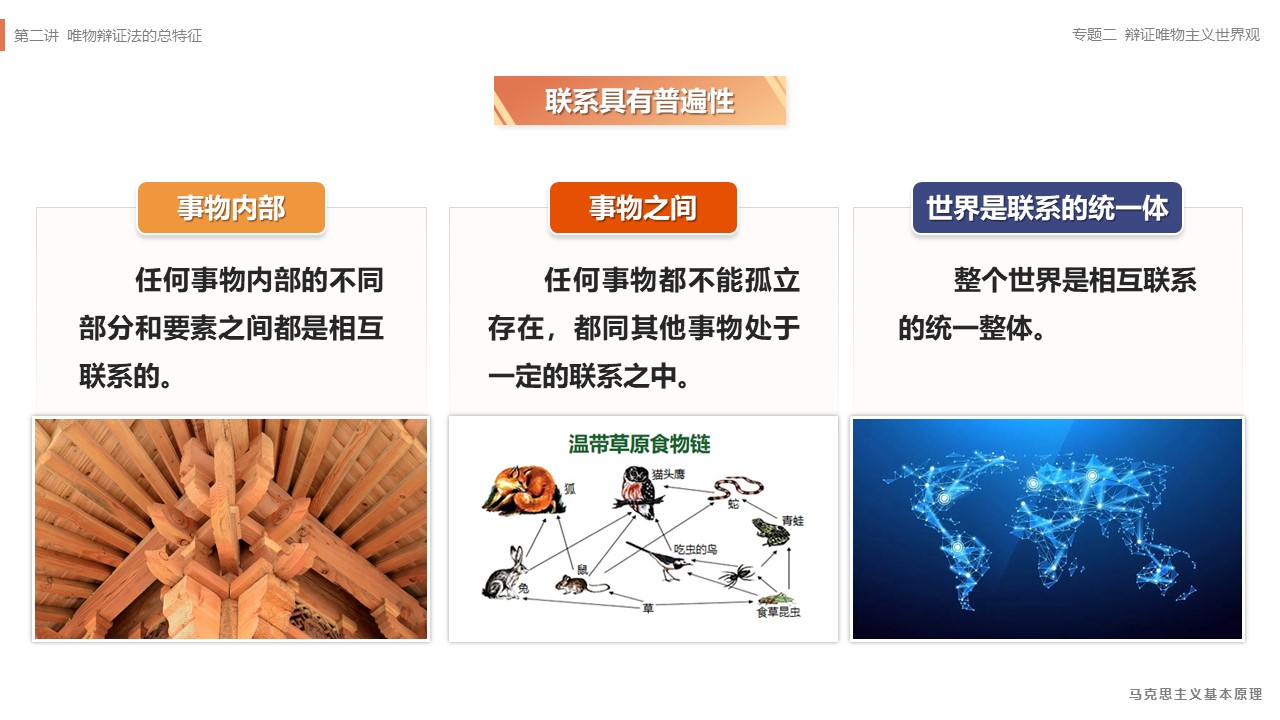 第二讲 唯物辩证法的总特征
专题二 辩证唯物主义世界观
联系具有普遍性
事物内部
任何事物内部的不同
部分和要素之间都是相互
联系的。
事物之间
任何事物都不能孤立
存在，都同其他事物处于
一定的联系之中。
世界是联系的统一体
整个世界是相互联系
的统一整体。
温带草原食物链
狐
猫头鹰
蛇
青蛙
吃虫的鸟
鼠
兔
草
食草昆虫
马克思主义基本原理